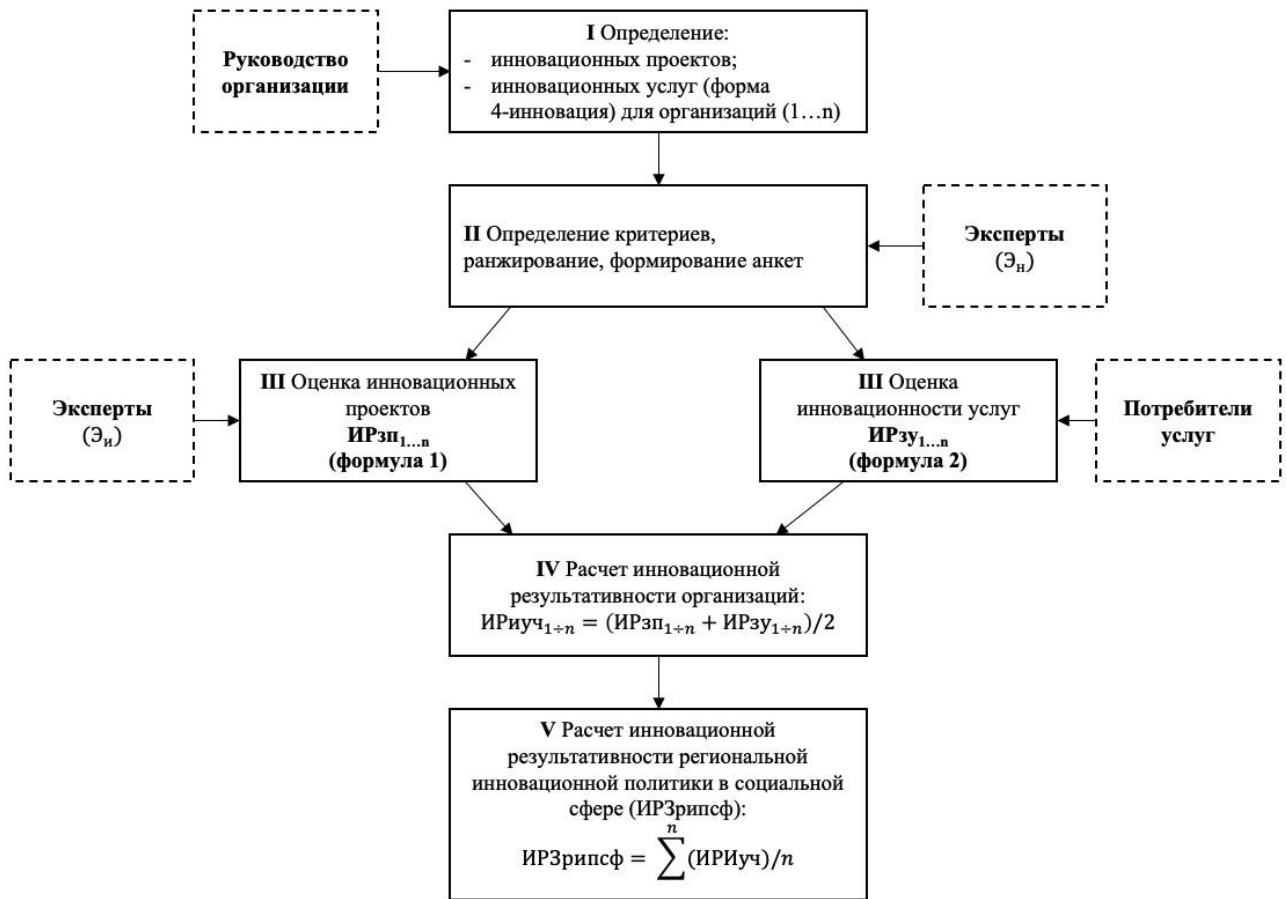 Руководство
организации
I Определение:
- инновационных проектов;
- инновационных услуг (форма
4-инновация) для организаций (1…n)
II Определение критериев,
ранжирование, формирование анкет
Эксперты
(Эн)
Эксперты
(Эи)
III Оценка инновационных
проектов
ИРзп1…n
(формула 1)
III Оценка
инновационности услуг
ИРзу1…n
(формула 2)
Потребители
услуг
IV Расчет инновационной
результативности организаций:
ИРиуч1÷n = (ИРзп1÷n + ИРзу1÷n)/2
V Расчет инновационной
результативности региональной
инновационной политики в социальной
сфере (ИРЗрипсф):
n
ИРЗрипсф = ∑(ИРИуч)/n